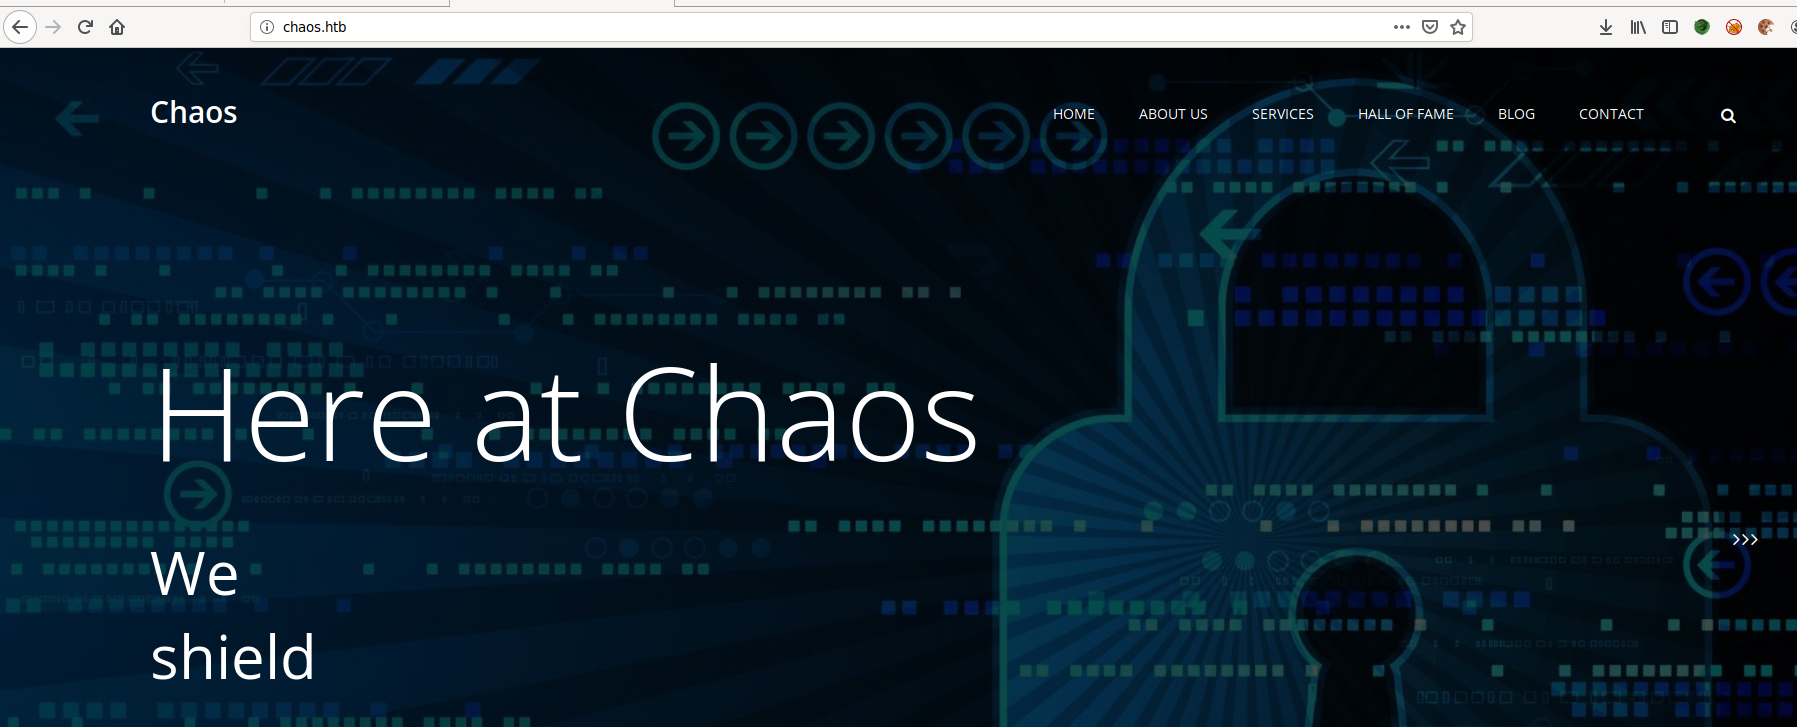 chaos.htb
Chaos
HOME ABOUT US SERVICES HALL OF FAME BLOG CONTACT
Here at Chaos
We
shield